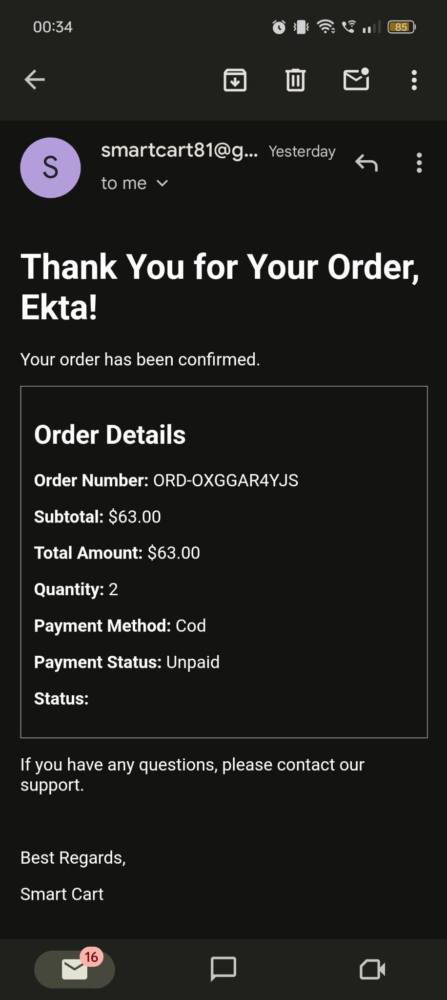 00:34
85
S
smartcart81@g... Yesterday
to me
Thank You for Your Order,
Ekta!
Your order has been confirmed.
Order Details
Order Number: ORD-OXGGAR4YJS
Subtotal: $63.00
Total Amount: $63.00
Quantity: 2
Payment Method: Cod
Payment Status: Unpaid
Status:
If you have any questions, please contact our
support.
Best Regards,
Smart Cart
16